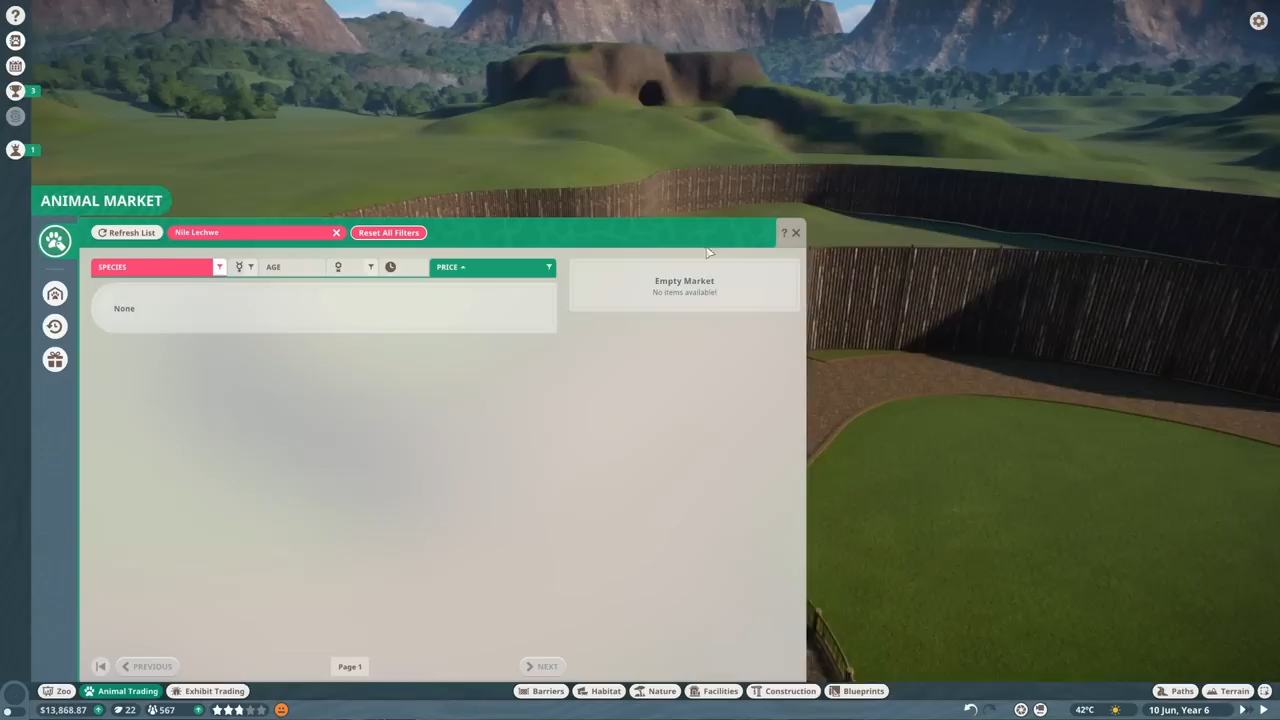 ?
3
1
ANIMAL MARKET
Refresh List
Nile Lechwe
Reset All Filters
?
SPECIES
AGE
PRICE
None
Empty Market
No items available!
PREVIOUS
Page 1
NEXT
Zoo
Animal Trading
Exhibit Trading
Barriers
Habitat
Nature
Facilities
Construction
Blueprints
Paths
Terrain
$13,868.87
22
567
42°C
10 Jun, Year 6